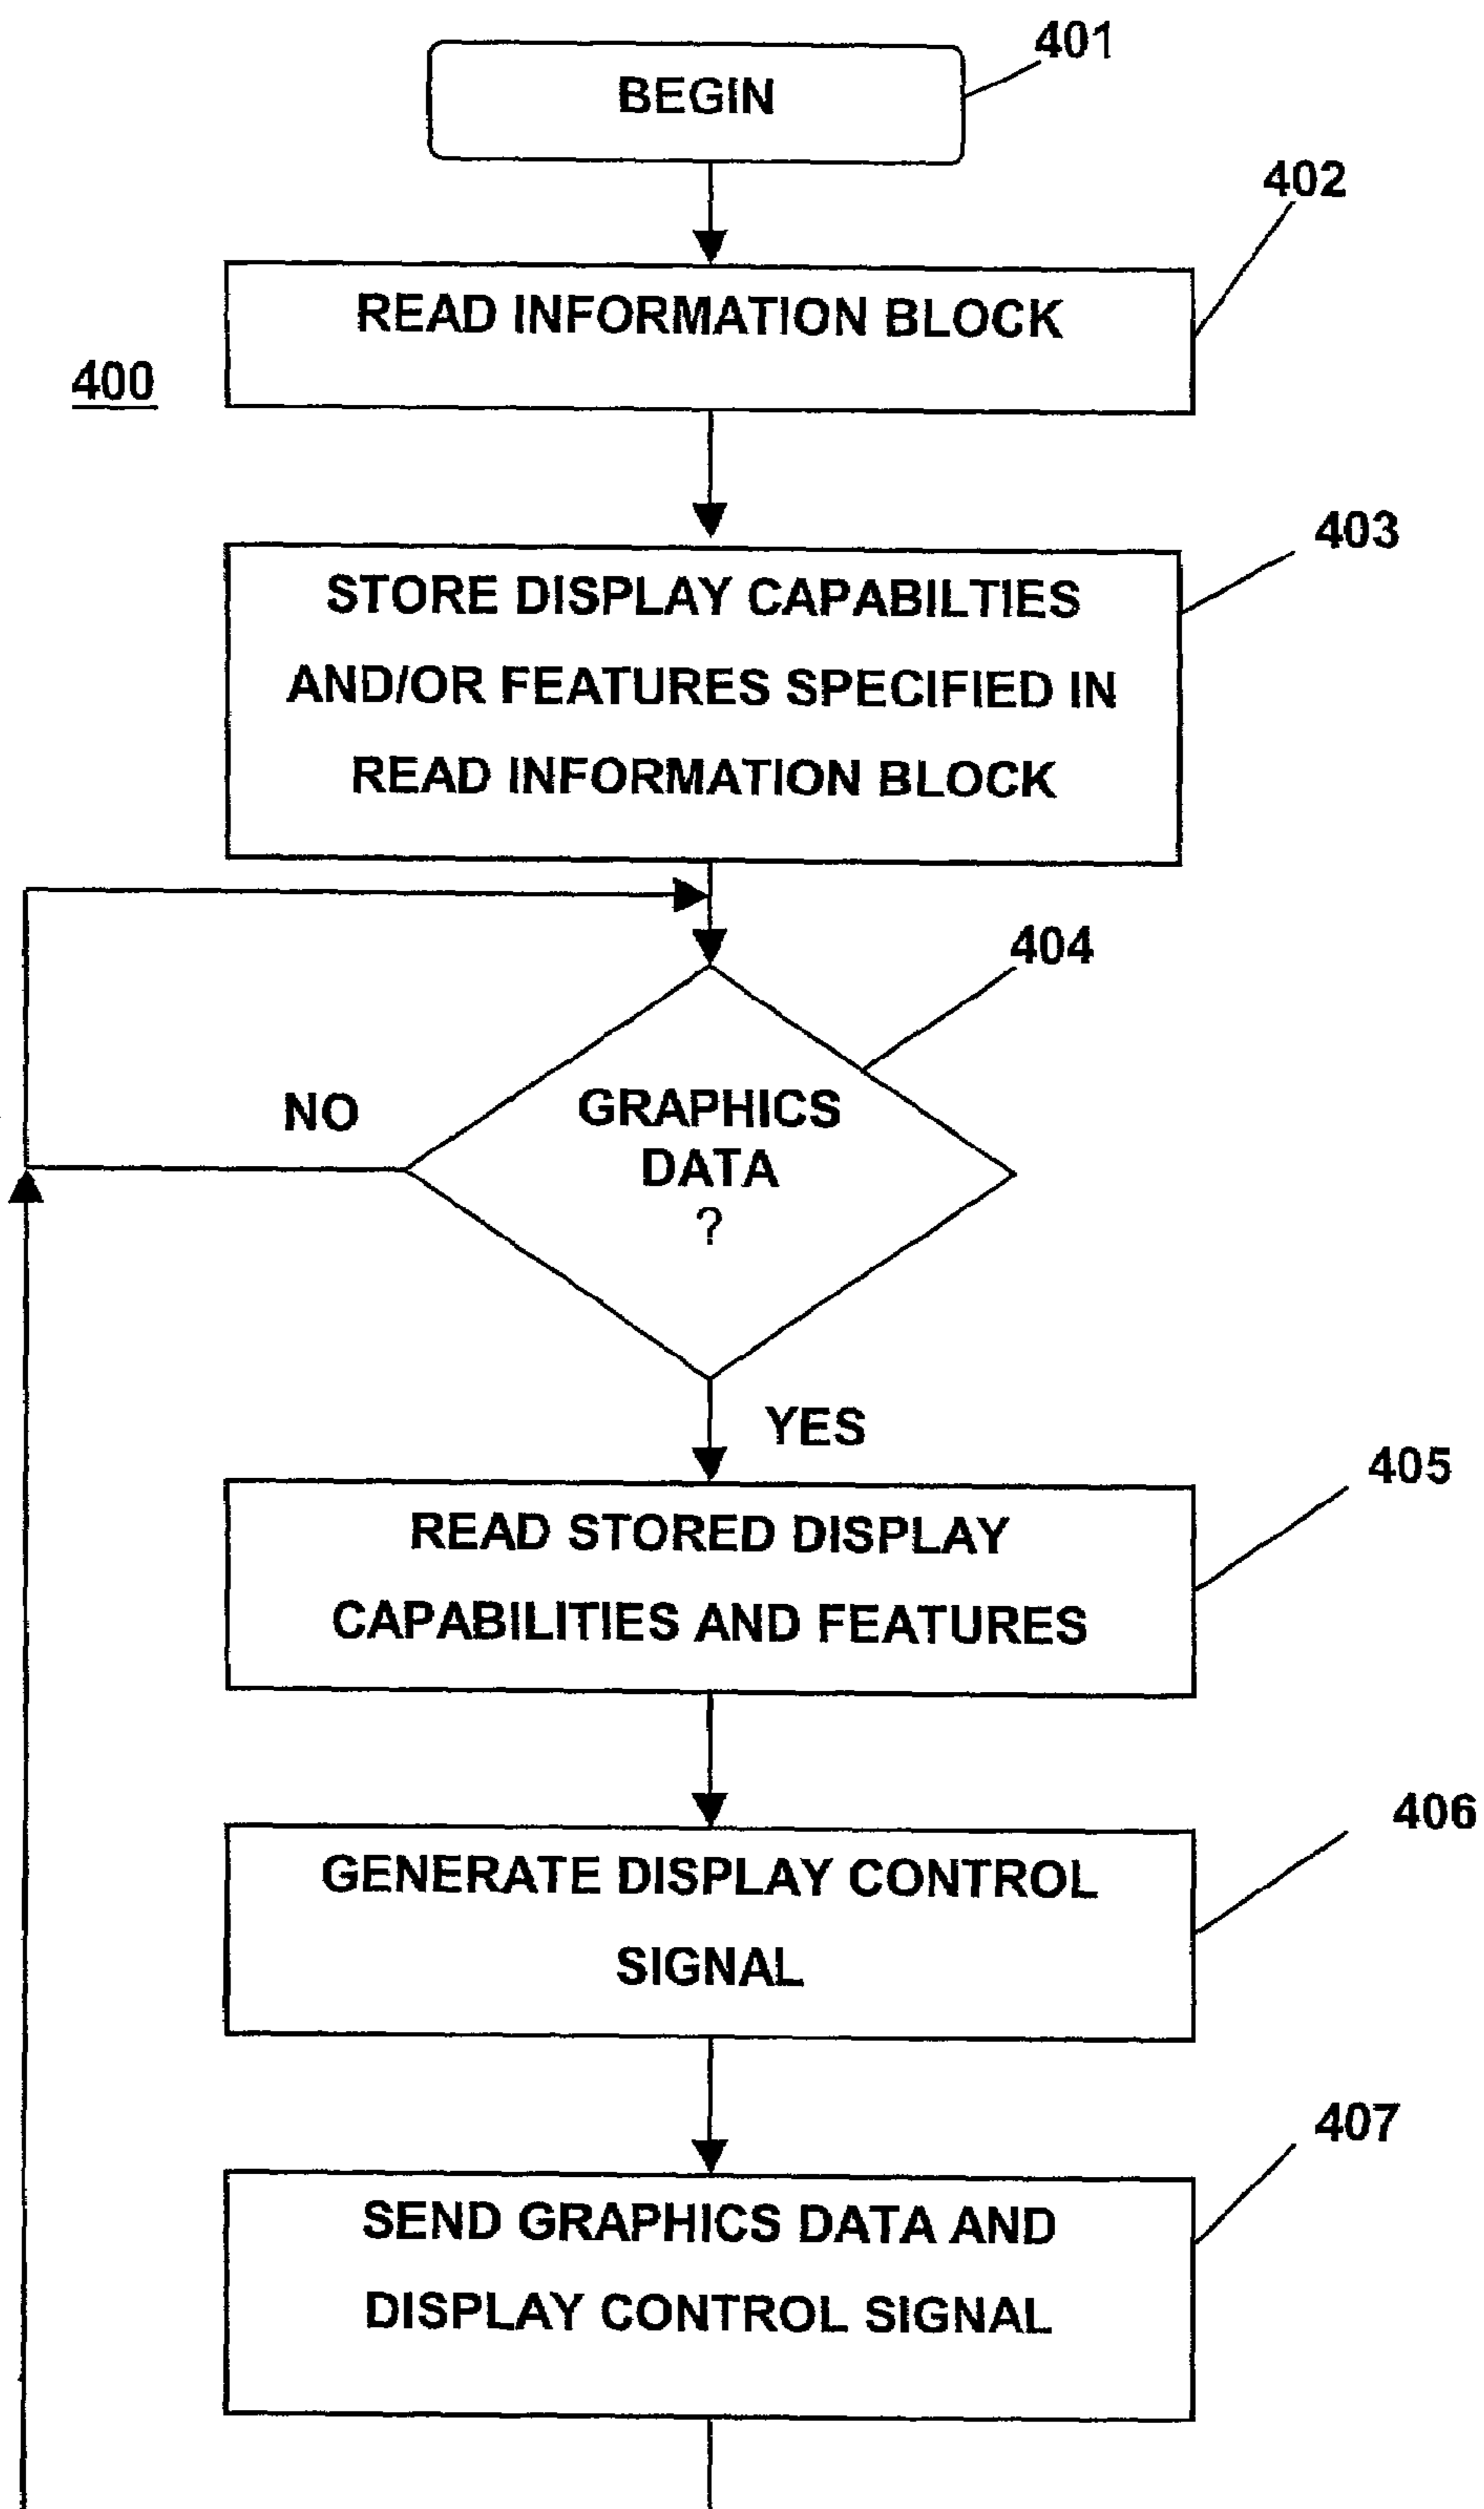 401
BEGIN
402
READ INFORMATION BLOCK
400
403
STORE DISPLAY CAPABILTIES
AND/OR FEATURES SPECIFIED IN
READ INFORMATION BLOCK
404
NO
GRAPHICS
DATA
?
YES
405
READ STORED DISPLAY
CAPABILITIES AND FEATURES
406
GENERATE DISPLAY CONTROL
SIGNAL
407
SEND GRAPHICS DATA AND
DISPLAY CONTROL SIGNAL